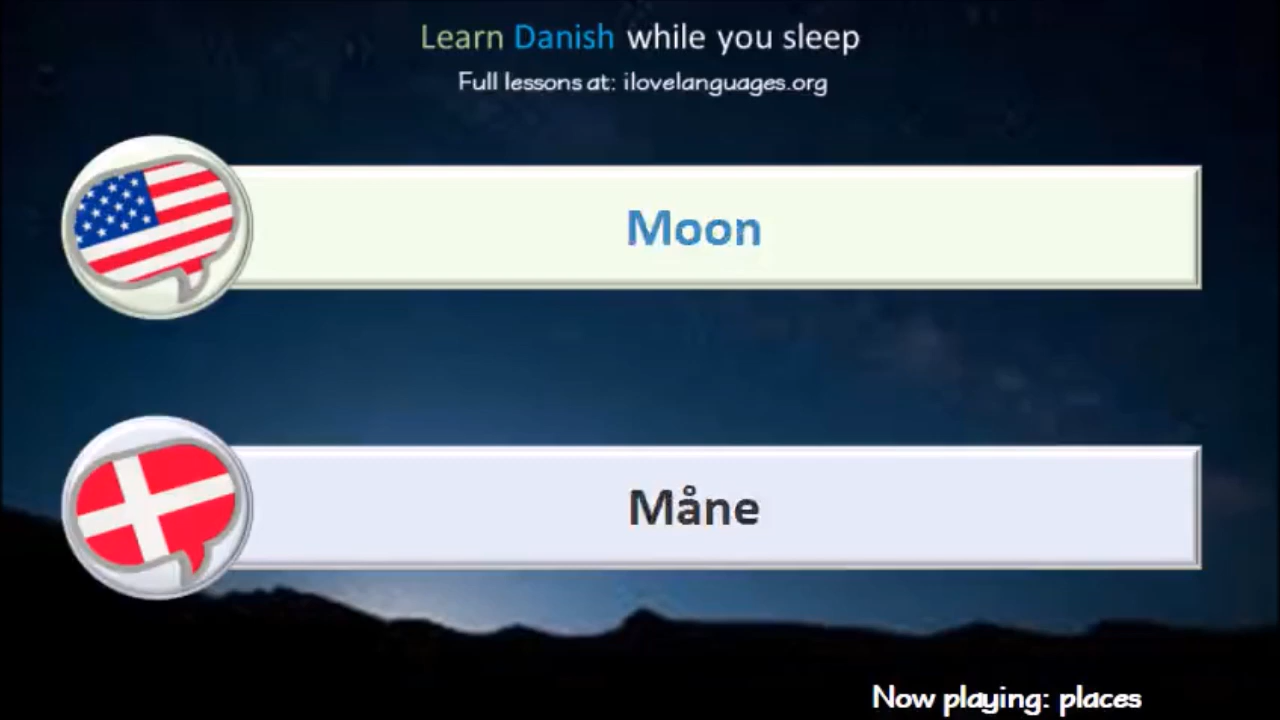 Learn Danish while you sleep
Full lessons at: ilovelanguages.org
Moon
Måne
Now playing: places